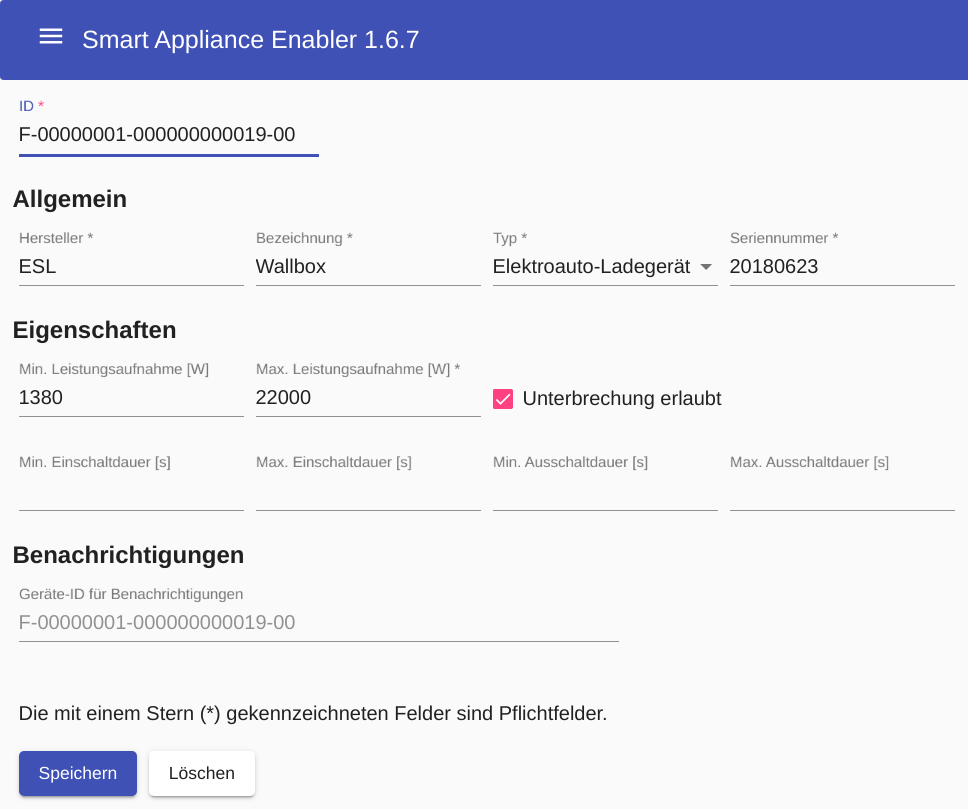 Smart Appliance Enabler 1.6.7
ID *
F-00000001-000000000019-00
Allgemein
Hersteller * Bezeichnung * Typ * Seriennummer *
ESL Wallbox Elektroauto-Ladegerät 20180623
Eigenschaften
Min. Leistungsaufnahme [W] Max. Leistungsaufnahme [W] *
1380 22000 Unterbrechung erlaubt
Min. Einschaltdauer [s] Max. Einschaltdauer [s] Min. Ausschaltdauer [s] Max. Ausschaltdauer [s]
Benachrichtigungen
Geräte-ID für Benachrichtigungen
F-00000001-000000000019-00
Die mit einem Stern (*) gekennzeichneten Felder sind Pflichtfelder.
Speichern Löschen